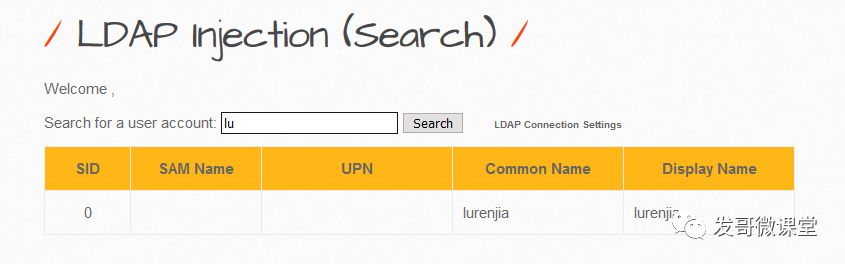 / LDAP Injection (Search) /
Welcome ,
Search for a user account: lu Search LDAP Connection Settings
SID SAM Name UPN Common Name Display Name
0 lurenjia lurenjia
发哥微课堂